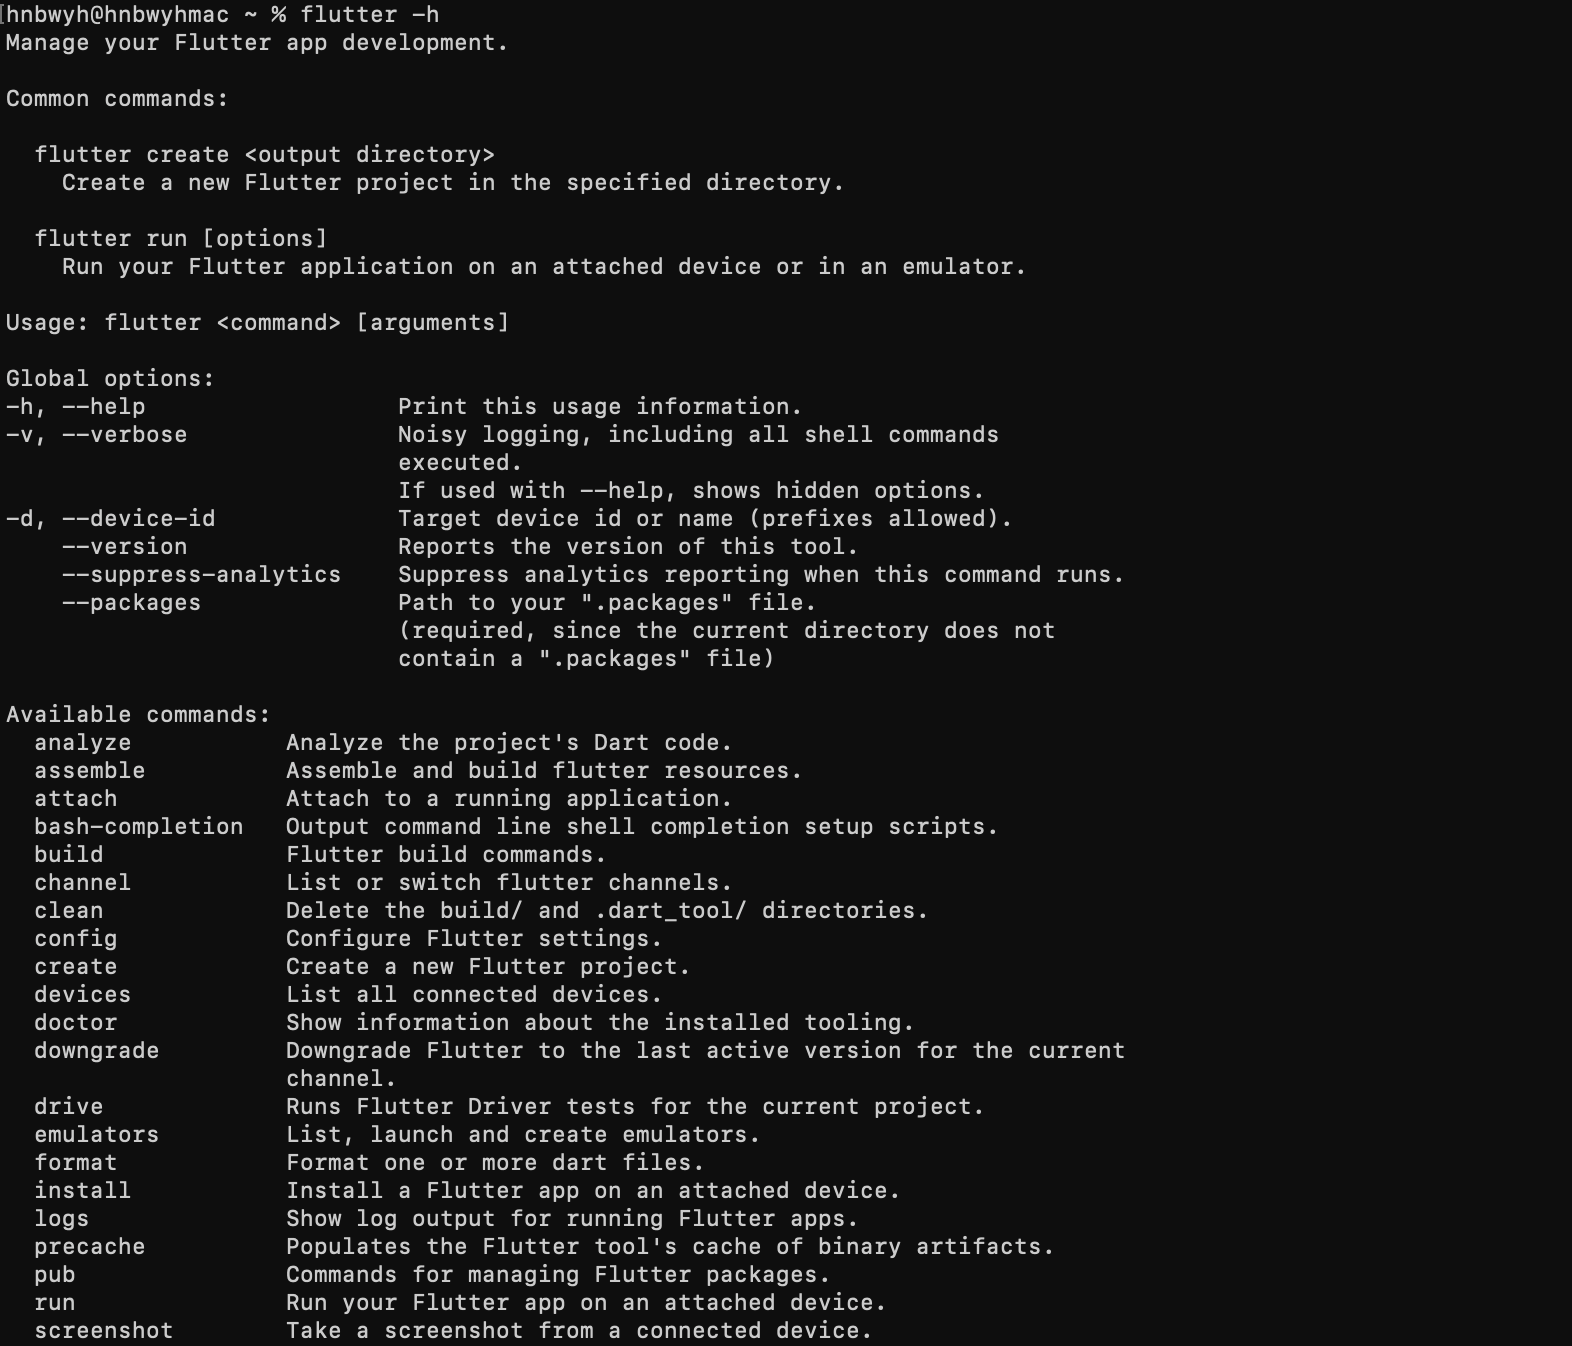 [hnbwyh@hnbwyhmac ~ % flutter -h
Manage your Flutter app development.

Common commands:

  flutter create <output directory>
    Create a new Flutter project in the specified directory.

  flutter run [options]
    Run your Flutter application on an attached device or in an emulator.

Usage: flutter <command> [arguments]

Global options:
-h, --help                  Print this usage information.
-v, --verbose               Noisy logging, including all shell commands
                            executed.
                            If used with --help, shows hidden options.
-d, --device-id             Target device id or name (prefixes allowed).
    --version               Reports the version of this tool.
    --suppress-analytics    Suppress analytics reporting when this command runs.
    --packages              Path to your ".packages" file.
                            (required, since the current directory does not
                            contain a ".packages" file)

Available commands:
  analyze           Analyze the project's Dart code.
  assemble          Assemble and build flutter resources.
  attach            Attach to a running application.
  bash-completion   Output command line shell completion setup scripts.
  build             Flutter build commands.
  channel           List or switch flutter channels.
  clean             Delete the build/ and .dart_tool/ directories.
  config            Configure Flutter settings.
  create            Create a new Flutter project.
  devices           List all connected devices.
  doctor            Show information about the installed tooling.
  downgrade         Downgrade Flutter to the last active version for the current
                    channel.
  drive             Runs Flutter Driver tests for the current project.
  emulators         List, launch and create emulators.
  format            Format one or more dart files.
  install           Install a Flutter app on an attached device.
  logs              Show log output for running Flutter apps.
  precache          Populates the Flutter tool's cache of binary artifacts.
  pub               Commands for managing Flutter packages.
  run               Run your Flutter app on an attached device.
  screenshot        Take a screenshot from a connected device.